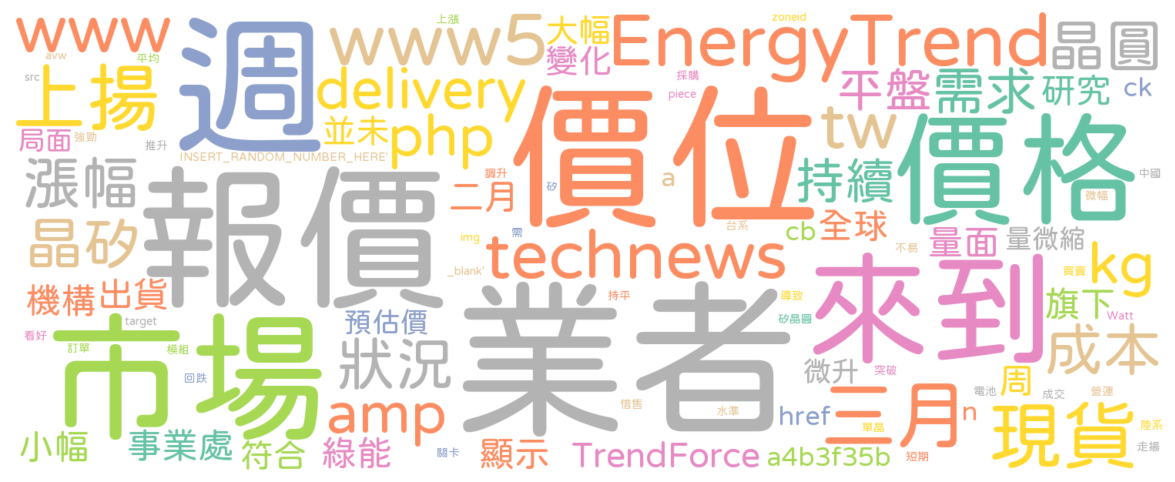 www
週
www5
大幅
EnergyTrend
晶圓
上漲
zoneid
avw
平均
變化
src
上揚
delivery
採購
piece
平盤
需求
研究
ck
局面
強勁
推升
並未
php
價位
tw
價格
INSERT_RANDOM_NUMBER_HERE'
漲幅
報價
二月
調升
矽
a
持續
中國
微幅
晶矽
img
需
台系
cb
全球
量面
量微縮
_blank'
technews
不易
kg
機構
出貨
業者
持平
導致
來到
買賣
旗下
市場
target
預估價
矽晶圓
Watt
看好
訂單
模組
狀況
成本
回跌
微升
突破
周
電池
成交
營運
amp
惜售
水準
href
三月
n
現貨
單晶
陸系
小幅
事業處
符合
綠能
關卡
顯示
TrendForce
a4b3f35b
短期
走揚